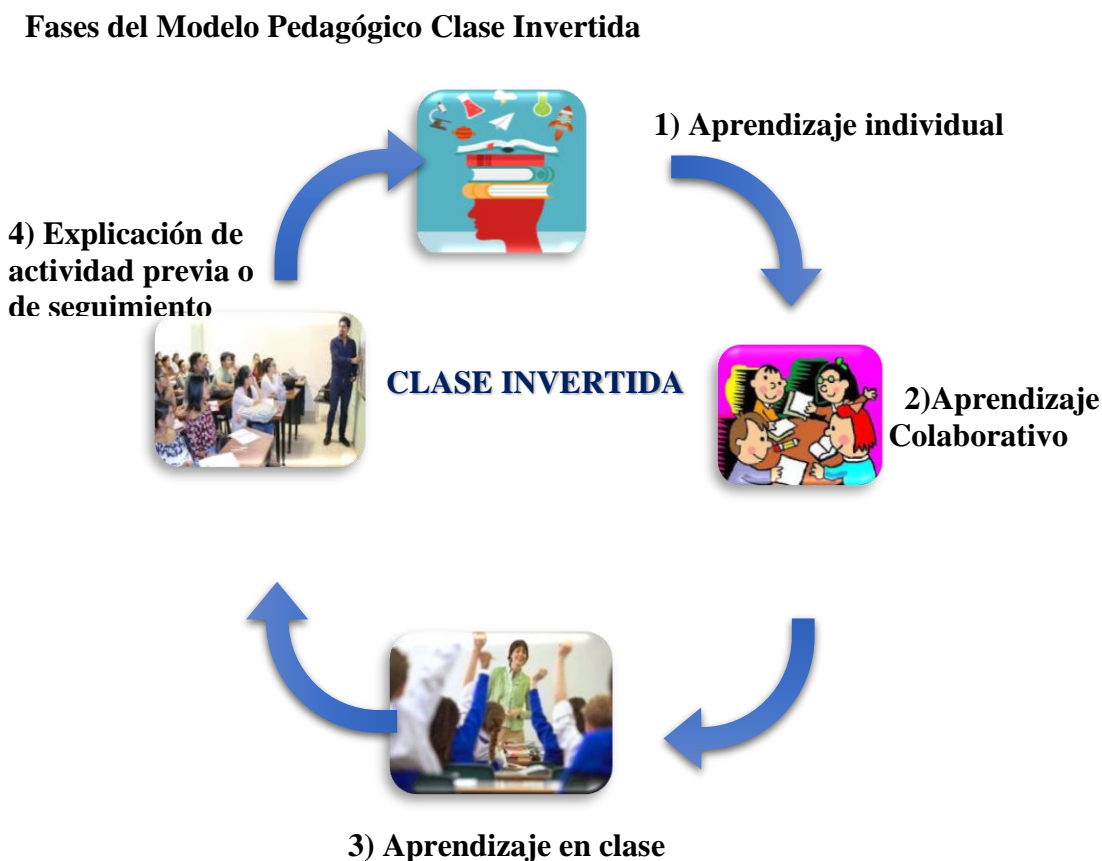 Fases del Modelo Pedagógico Clase Invertida
1) Aprendizaje individual
4) Explicación de
actividad previa o
de seguimiento
CLASE INVERTIDA
2)Aprendizaje
Colaborativo
3) Aprendizaje en clase